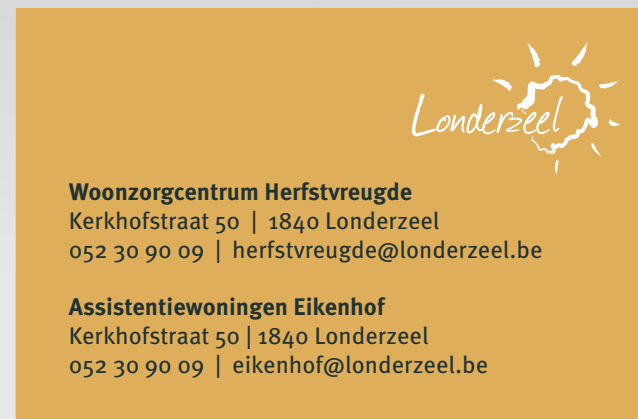 Londerzeel
Woonzorgcentrum Herfstvreugde
Kerkhofstraat 50 | 1840 Londerzeel
052 30 90 09 | herfstvreugde@londerzeel.be
Assistentiewoningen Eikenhof
Kerkhofstraat 50 | 1840 Londerzeel
052 30 90 09 | eikenhof@londerzeel.be